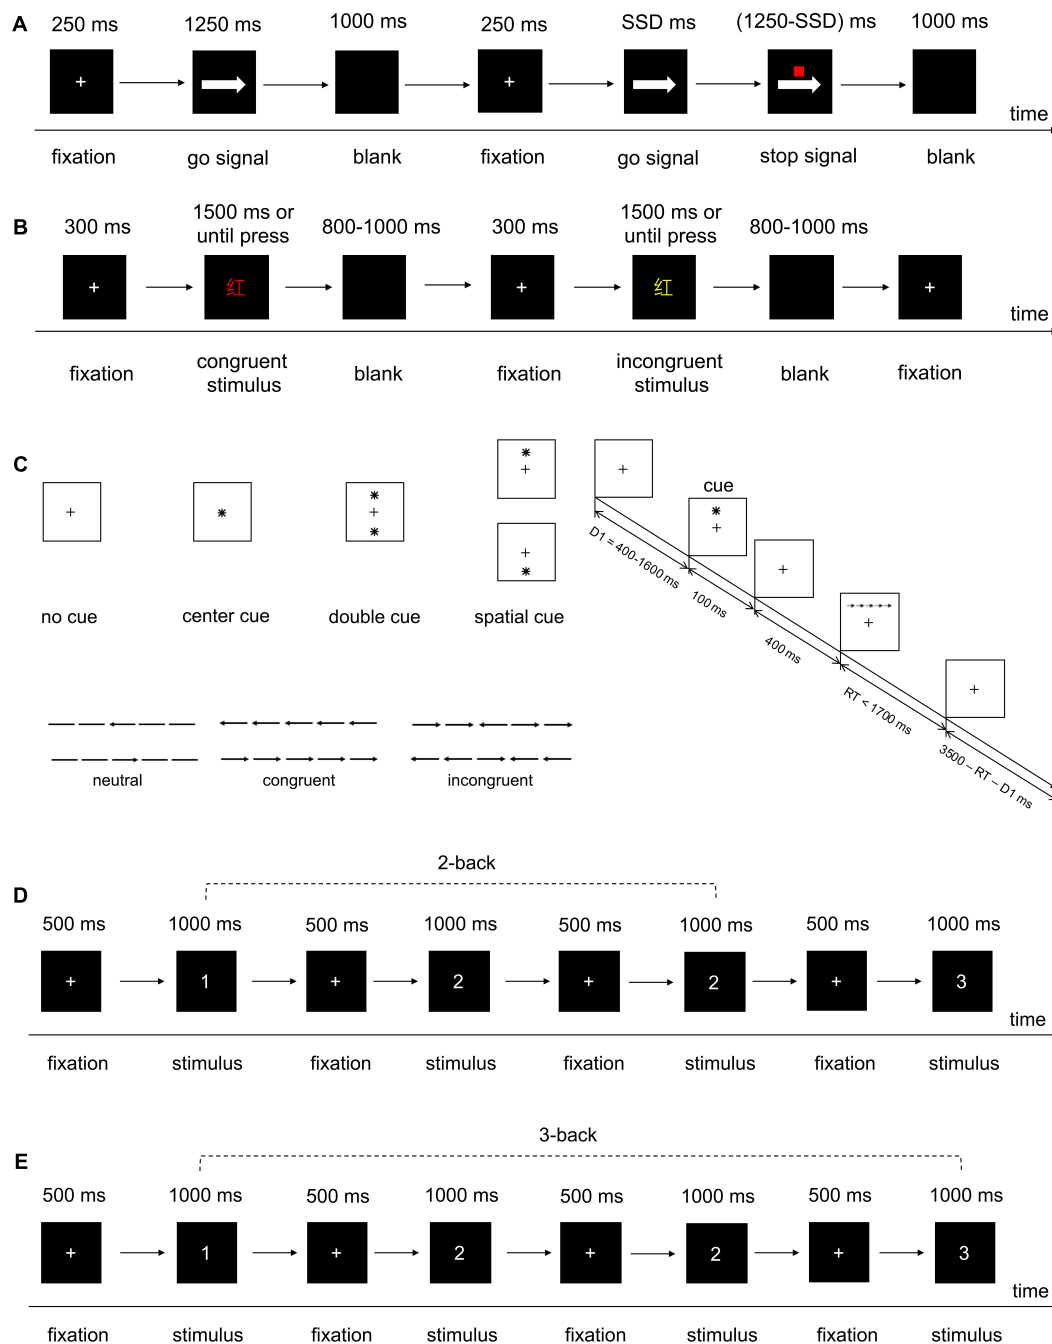 A
250 ms 1250 ms 1000 ms 250 ms SSD ms (1250-SSD) ms 1000 ms
time
fixation go signal blank fixation go signal stop signal blank
B
300 ms 1500 ms or until press 800-1000 ms 300 ms 1500 ms or until press 800-1000 ms
红 红
time
fixation congruent stimulus blank fixation incongruent stimulus blank fixation
C
cue
no cue center cue double cue spatial cue
D1 = 400-1600 ms
100 ms
400 ms
RT < 1700 ms
3500 – RT – D1 ms
neutral congruent incongruent
2-back
D
500 ms 1000 ms 500 ms 1000 ms 500 ms 1000 ms 500 ms 1000 ms
1 2 2 3
time
fixation stimulus fixation stimulus fixation stimulus fixation stimulus
3-back
E
500 ms 1000 ms 500 ms 1000 ms 500 ms 1000 ms 500 ms 1000 ms
1 2 2 3
time
fixation stimulus fixation stimulus fixation stimulus fixation stimulus